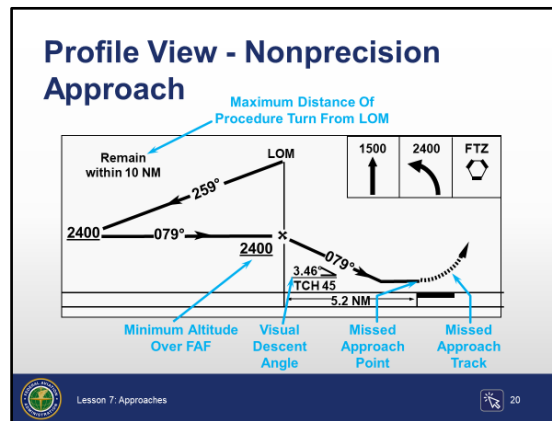 Profile View - Nonprecision
Approach
Maximum Distance Of
Procedure Turn From LOM
Remain
within 10 NM
LOM
1500
2400
FTZ
259°
2400
079°
2400
079°
3.46°
TCH 45
5.2 NM
Minimum Altitude
Over FAF
Visual
Descent
Angle
Missed
Approach
Point
Missed
Approach
Track
Lesson 7: Approaches
20